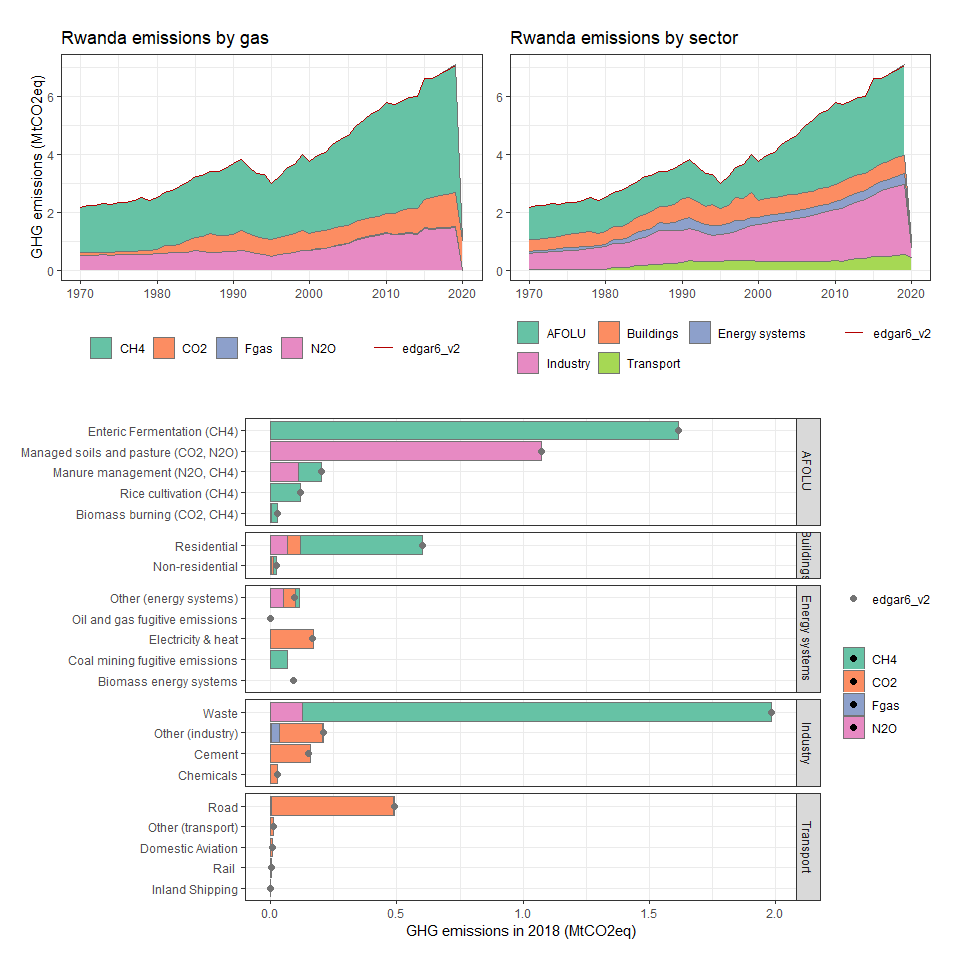 Rwanda emissions by gas
Rwanda emissions by sector
GHG emissions (MtCO2eq)
6
4
2
0
1970 1980 1990 2000 2010 2020
6
4
2
0
1970 1980 1990 2000 2010 2020
CH4 CO2 Fgas N2O edgar6_v2
AFOLU Buildings Energy systems edgar6_v2
Industry Transport
Enteric Fermentation (CH4)
Managed soils and pasture (CO2, N2O)
Manure management (N2O, CH4)
Rice cultivation (CH4)
Biomass burning (CO2, CH4)
AFOLU
Residential
Non-residential
Buildings
Other (energy systems)
Oil and gas fugitive emissions
Electricity & heat
Coal mining fugitive emissions
Biomass energy systems
Energy systems
Waste
Other (industry)
Cement
Chemicals
Industry
Road
Other (transport)
Domestic Aviation
Rail
Inland Shipping
Transport
0.0 0.5 1.0 1.5 2.0
GHG emissions in 2018 (MtCO2eq)
edgar6_v2
CH4
CO2
Fgas
N2O